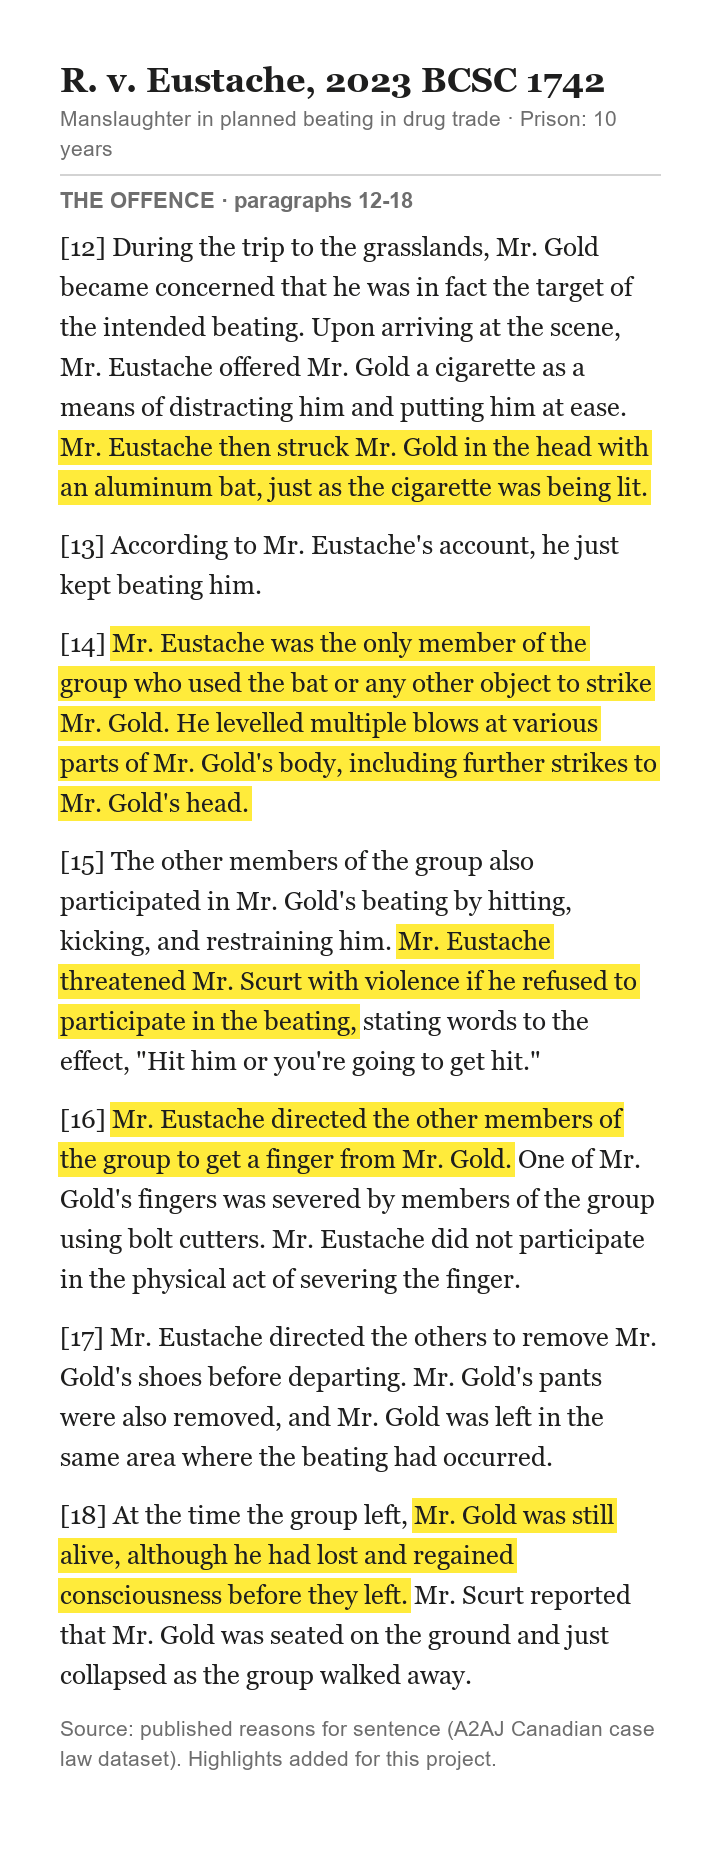 R. v. Eustache, 2023 BCSC 1742
Manslaughter in planned beating in drug trade · Prison: 10
years
THE OFFENCE · paragraphs 12-18
[12] During the trip to the grasslands, Mr. Gold
became concerned that he was in fact the target of
the intended beating. Upon arriving at the scene,
Mr. Eustache offered Mr. Gold a cigarette as a
means of distracting him and putting him at ease.
Mr. Eustache then struck Mr. Gold in the head with
an aluminum bat, just as the cigarette was being lit.
[13] According to Mr. Eustache's account, he just
kept beating him.
[14] Mr. Eustache was the only member of the
group who used the bat or any other object to strike
Mr. Gold. He levelled multiple blows at various
parts of Mr. Gold's body, including further strikes to
Mr. Gold's head.
[15] The other members of the group also
participated in Mr. Gold's beating by hitting,
kicking, and restraining him. Mr. Eustache
threatened Mr. Scurt with violence if he refused to
participate in the beating, stating words to the
effect, "Hit him or you're going to get hit."
[16] Mr. Eustache directed the other members of
the group to get a finger from Mr. Gold. One of Mr.
Gold's fingers was severed by members of the group
using bolt cutters. Mr. Eustache did not participate
in the physical act of severing the finger.
[17] Mr. Eustache directed the others to remove Mr.
Gold's shoes before departing. Mr. Gold's pants
were also removed, and Mr. Gold was left in the
same area where the beating had occurred.
[18] At the time the group left, Mr. Gold was still
alive, although he had lost and regained
consciousness before they left. Mr. Scurt reported
that Mr. Gold was seated on the ground and just
collapsed as the group walked away.
Source: published reasons for sentence (A2AJ Canadian case
law dataset). Highlights added for this project.